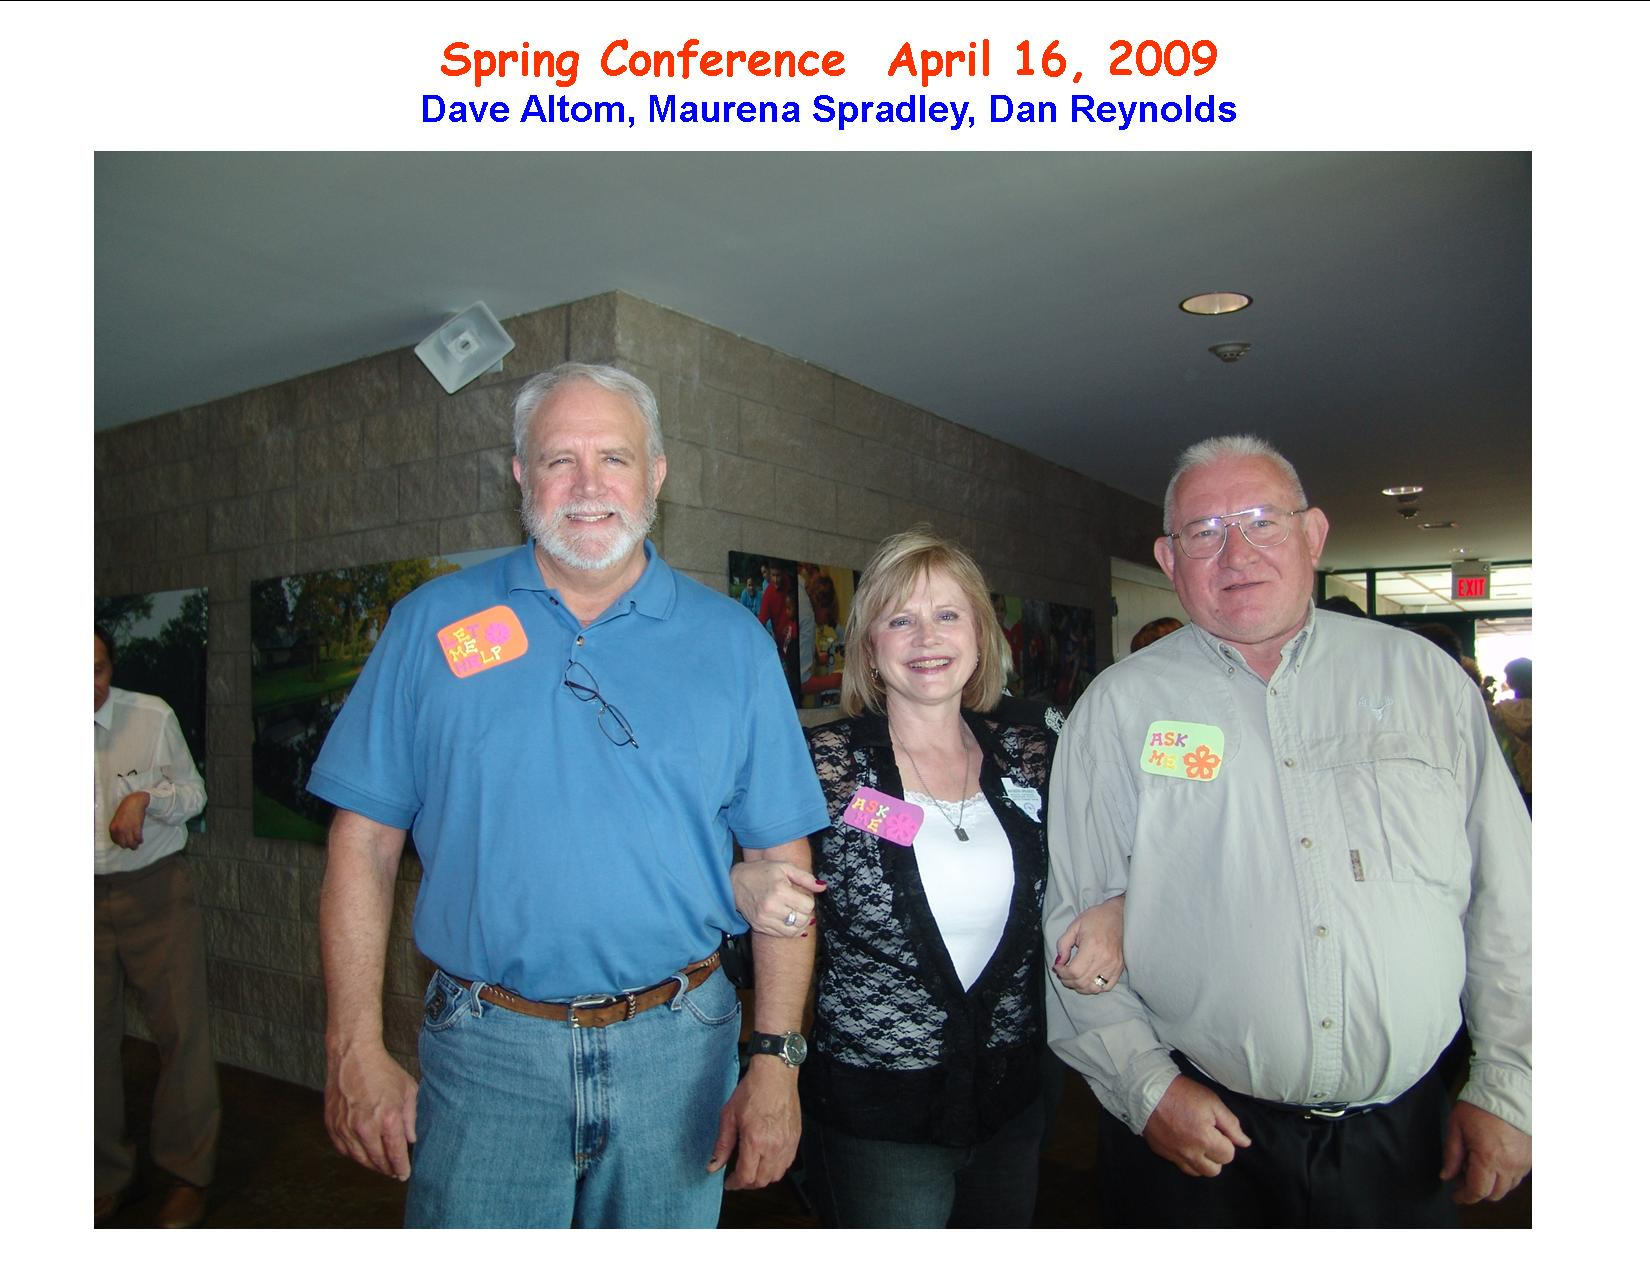 Spring Conference  April 16, 2009
Dave Altom, Maurena Spradley, Dan Reynolds
LET
ME
HELP
ASK
ME
ASK
ME
EXIT